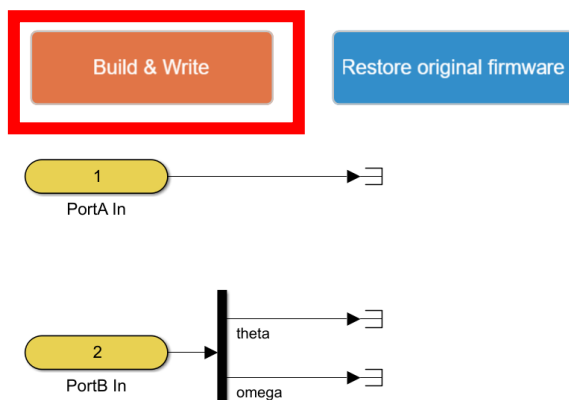 Build & Write
Restore original firmware
1
PortA In
theta
2
PortB In
omega